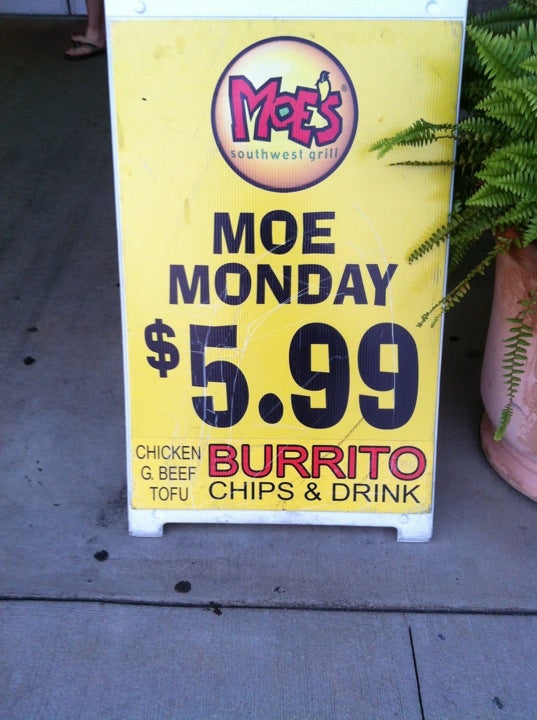 MOE'S
southwest grill
MOE
MONDAY
$5.99
CHICKEN
G. BEEF
TOFU
BURRITO
CHIPS & DRINK